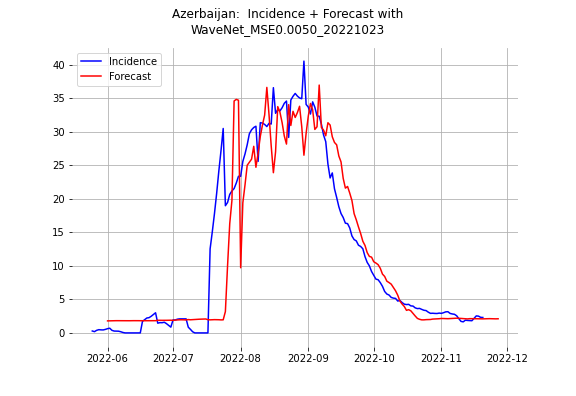 Azerbaijan:  Incidence + Forecast with
WaveNet_MSE0.0050_20221023
Incidence
Forecast
40
35
30
25
20
15
10
5
0
2022-06 2022-07 2022-08 2022-09 2022-10 2022-11 2022-12